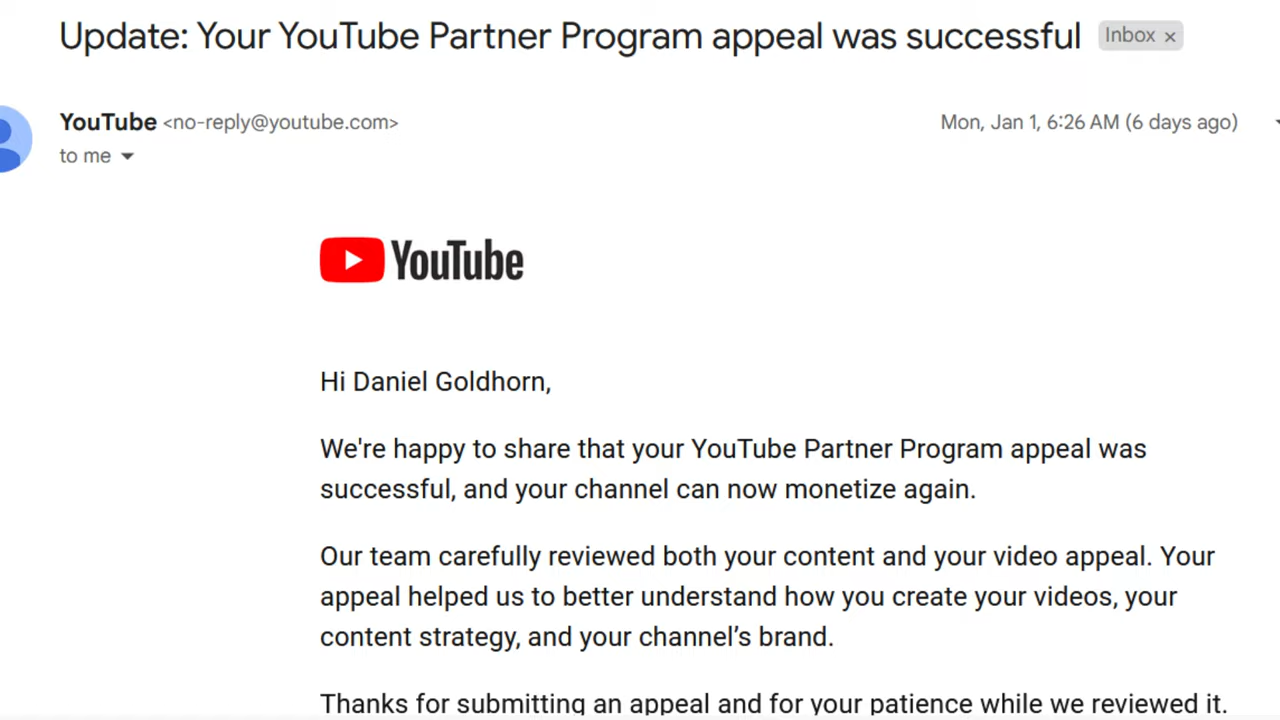 Update: Your YouTube Partner Program appeal was successful Inbox ×
YouTube <no-reply@youtube.com> Mon, Jan 1, 6:26 AM (6 days ago)
to me
YouTube
Hi Daniel Goldhorn,
We're happy to share that your YouTube Partner Program appeal was
successful, and your channel can now monetize again.
Our team carefully reviewed both your content and your video appeal. Your
appeal helped us to better understand how you create your videos, your
content strategy, and your channel’s brand.
Thanks for submitting an appeal and for your patience while we reviewed it.